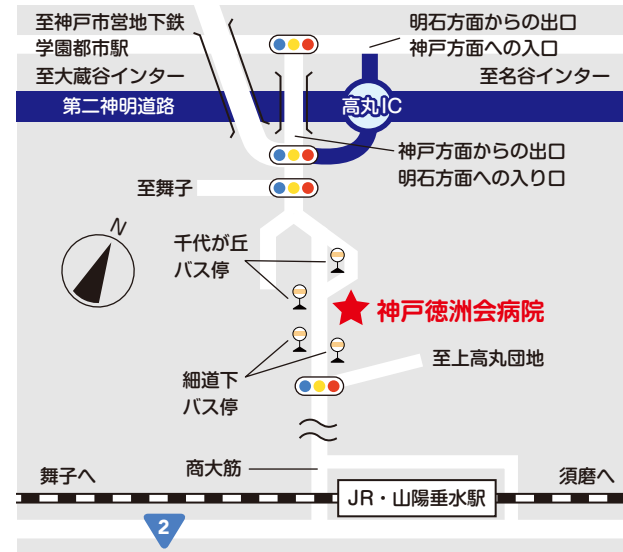 至神戸市営地下鉄
学園都市駅
明石方面からの出口
神戸方面への入口
至大蔵谷インター
至名谷インター
第二神明道路
高丸IC
神戸方面からの出口
明石方面への入り口
至舞子
N
千代が丘
バス停
神戸徳洲会病院
至上高丸団地
細道下
バス停
商大筋
舞子へ
須磨へ
JR・山陽垂水駅
2